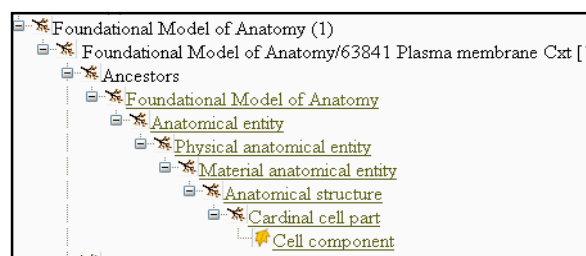 Foundational Model of Anatomy (1)
Foundational Model of Anatomy/63841 Plasma membrane Cxt [
Ancestors
Foundational Model of Anatomy
Anatomical entity
Physical anatomical entity
Material anatomical entity
Anatomical structure
Cardinal cell part
Cell component